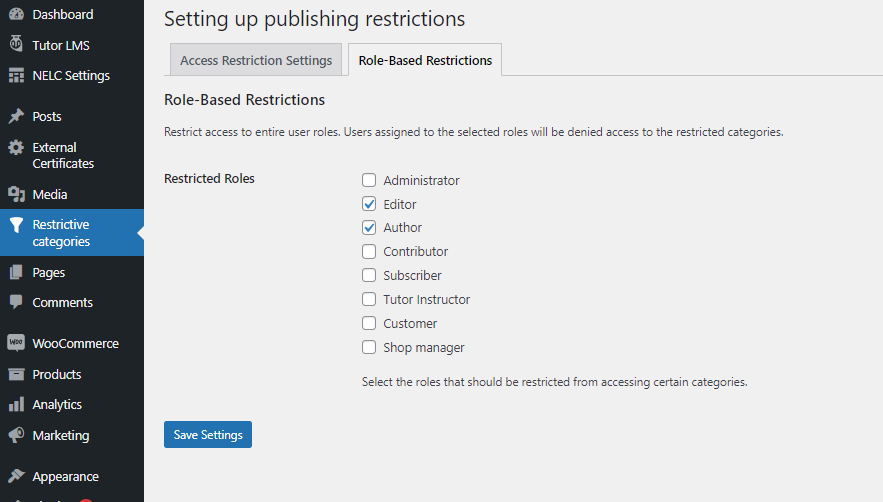 Dashboard
Tutor LMS
NELC Settings
Posts
External
Certificates
Media
Restrictive
categories
Pages
Comments
WooCommerce
Products
Analytics
Marketing
Appearance
Setting up publishing restrictions
Access Restriction Settings
Role-Based Restrictions
Role-Based Restrictions
Restrict access to entire user roles. Users assigned to the selected roles will be denied access to the restricted categories.
Restricted Roles
Administrator
Editor
Author
Contributor
Subscriber
Tutor Instructor
Customer
Shop manager
Select the roles that should be restricted from accessing certain categories.
Save Settings